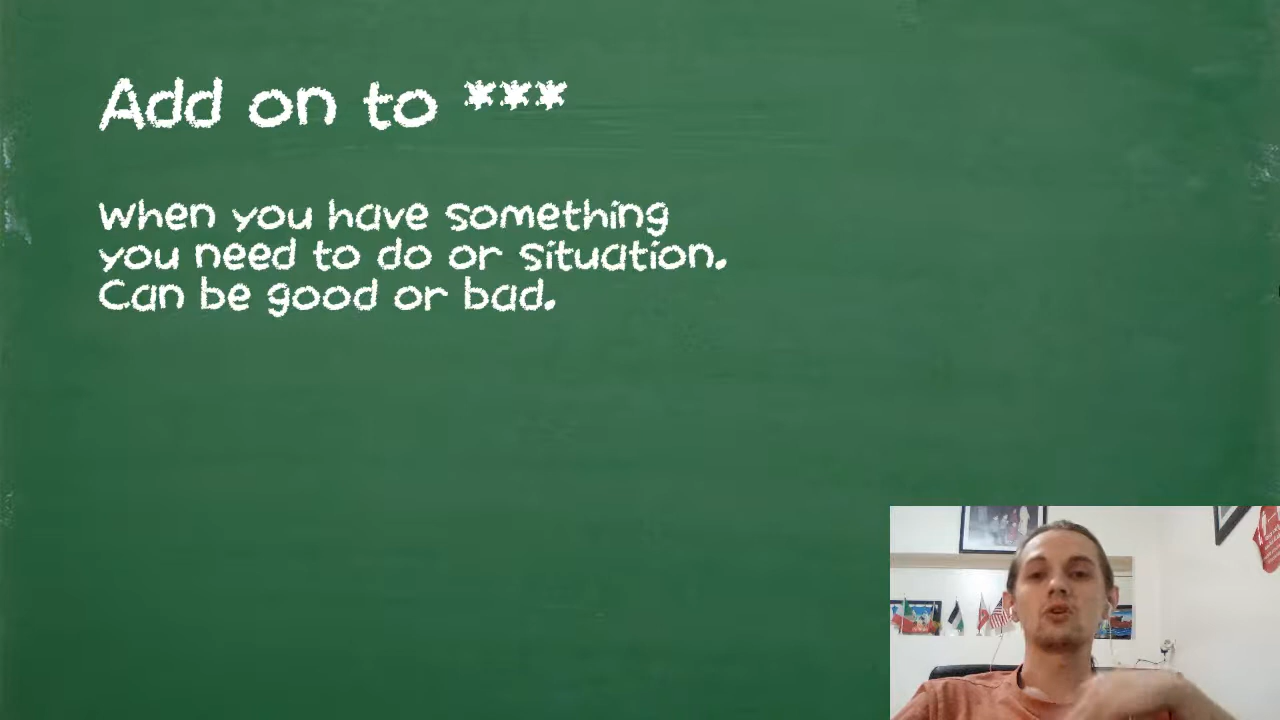 Add on to ***
When you have something
you need to do or situation.
Can be good or bad.